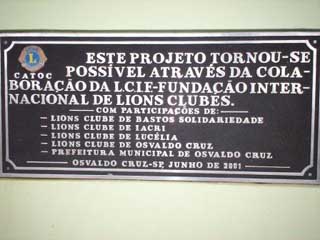 L
CATOC
ESTE PROJETO TORNOU-SE
POSSÍVEL ATRAVÉS DA COLA-
BORAÇÃO DA LCIF-FUNDAÇÃO INTER-
NACIONAL DE LIONS CLUBES.
COM PARTICIPAÇÕES DE:
- LIONS CLUBE DE BASTOS SOLIDARIEDADE
- LIONS CLUBE DE IACRI
- LIONS CLUBE DE LUCÉLIA
- LIONS CLUBE DE OSVALDO CRUZ
- PREFEITURA MUNICIPAL DE OSVALDO CRUZ
OSVALDO CRUZ-SP, JUNHO DE 2001